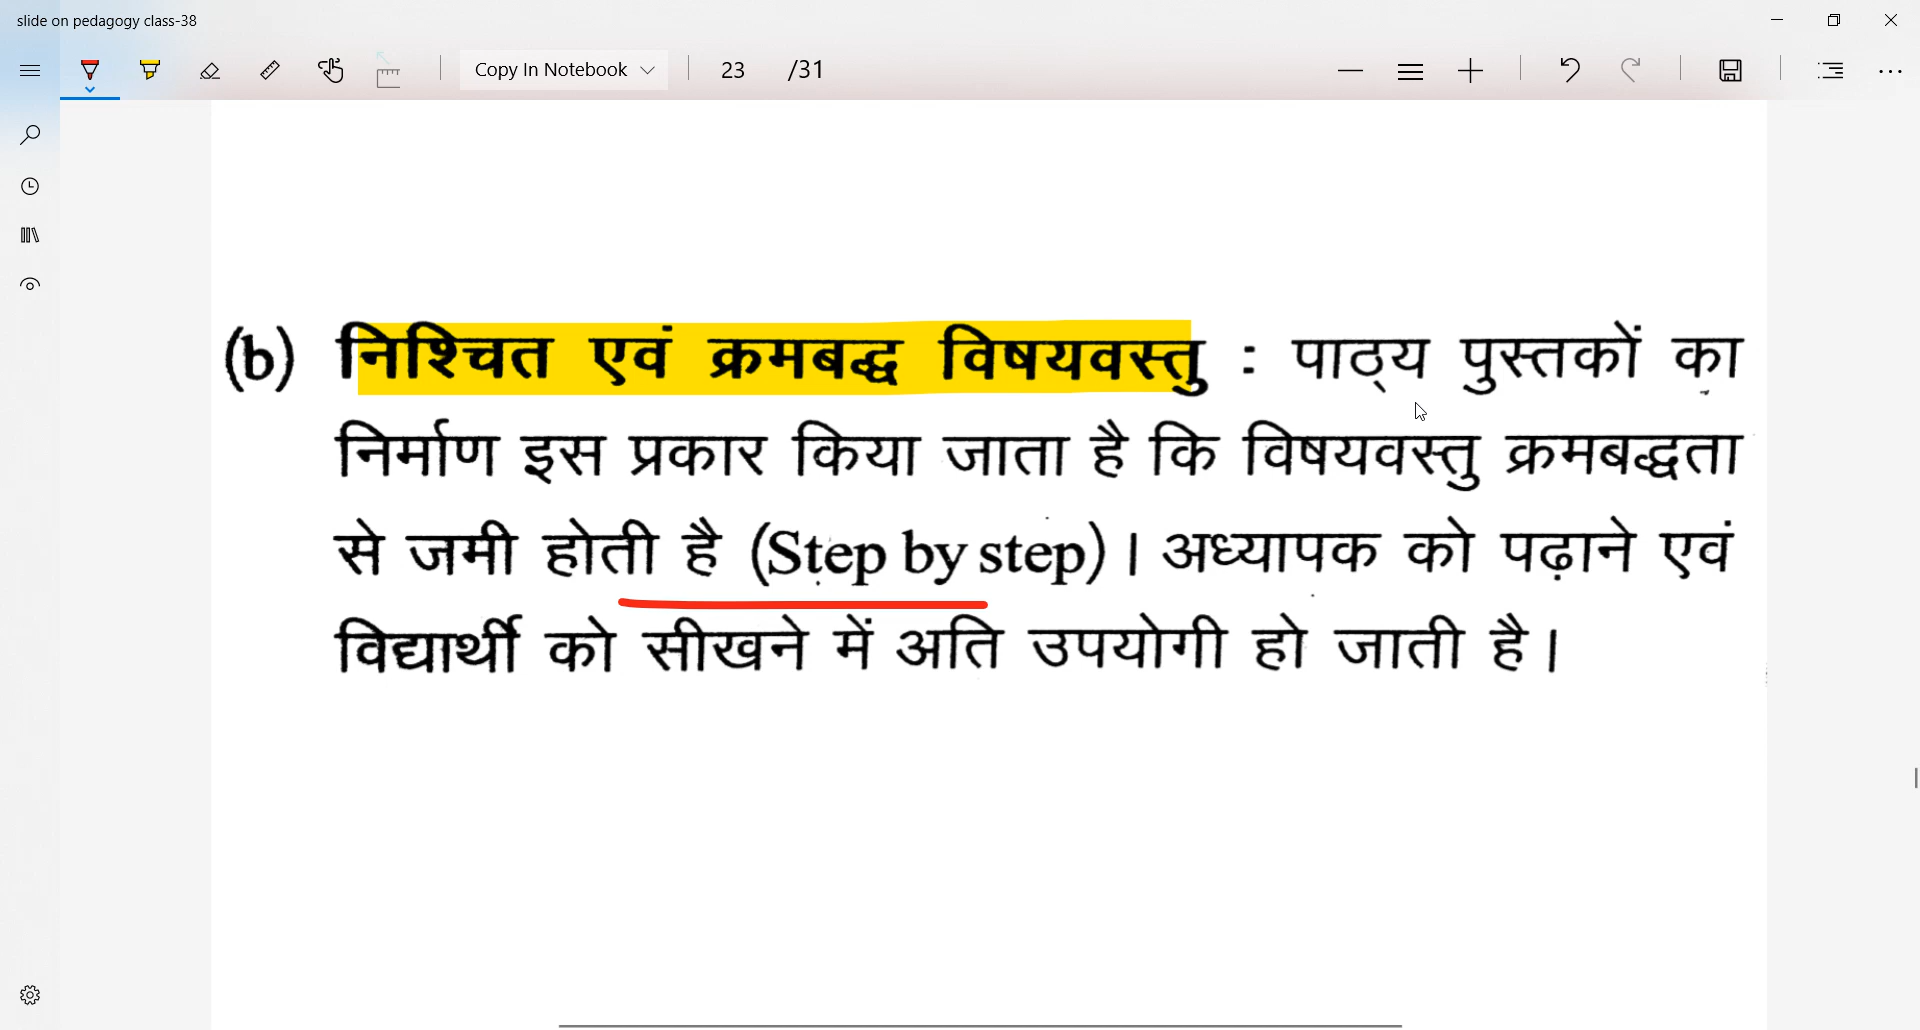 slide on pedagogy class-38
Copy In Notebook 23 /31
(b) निश्चित एवं क्रमबद्ध विषयवस्तु : पाठ्य पुस्तकों का
निर्माण इस प्रकार किया जाता है कि विषयवस्तु क्रमबद्धता
से जमी होती है (Step by step)। अध्यापक को पढ़ाने एवं
विद्यार्थी को सीखने में अति उपयोगी हो जाती है।